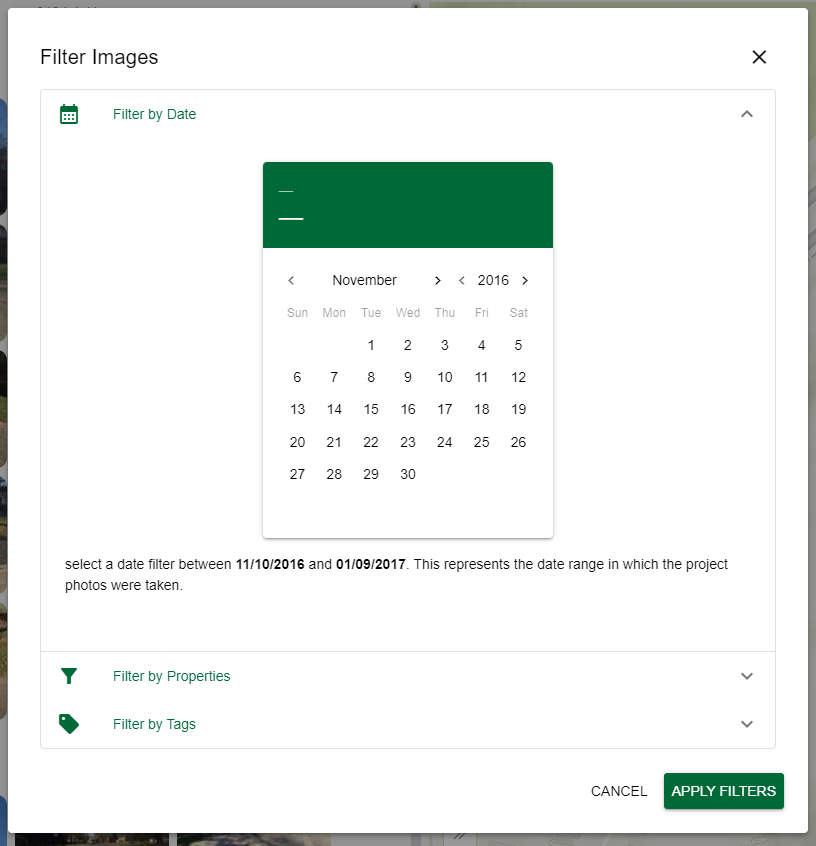 Filter Images
Filter by Date
November 2016
Sun Mon Tue Wed Thu Fri Sat
1 2 3 4 5
6 7 8 9 10 11 12
13 14 15 16 17 18 19
20 21 22 23 24 25 26
27 28 29 30
select a date filter between 11/10/2016 and 01/09/2017. This represents the date range in which the project
photos were taken.
Filter by Properties
Filter by Tags
CANCEL APPLY FILTERS